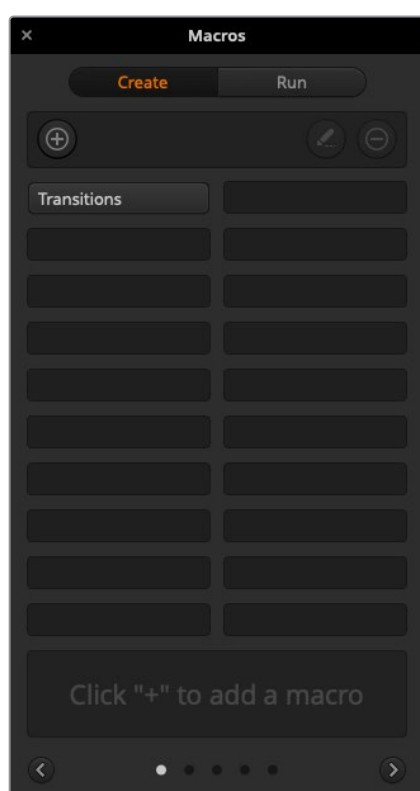 Macros
Create
Run
Transitions
Click "+" to add a macro